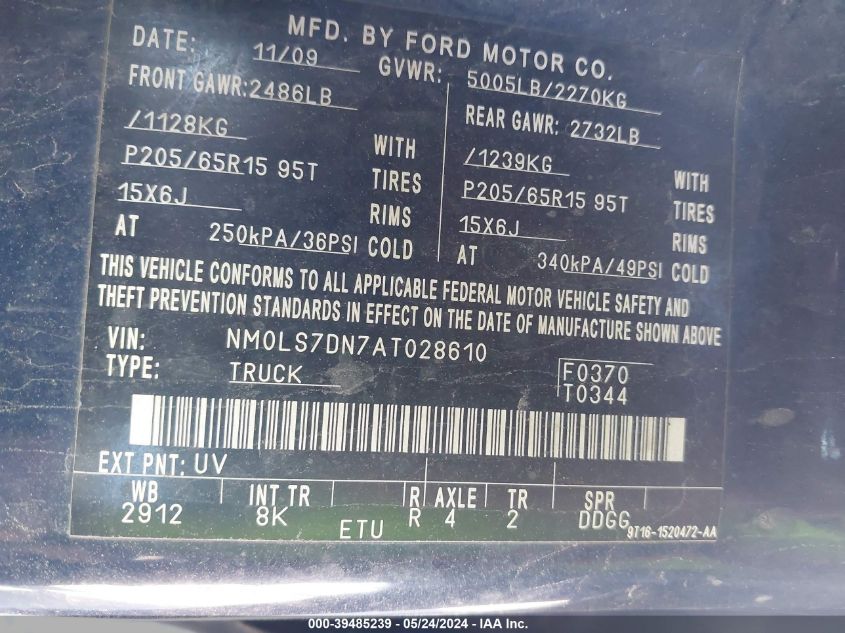 MFD. BY FORD MOTOR CO.
DATE: 11/09 GVWR: 5005LB/2270KG
FRONT GAWR: 2486LB REAR GAWR: 2732LB
/1128KG WITH /1239KG WITH
P205/65R15 95T TIRES P205/65R15 95T TIRES
15X6J RIMS 15X6J RIMS
AT 250kPA/36PSI COLD AT 340kPA/49PSI COLD
THIS VEHICLE CONFORMS TO ALL APPLICABLE FEDERAL MOTOR VEHICLE SAFETY AND
THEFT PREVENTION STANDARDS IN EFFECT ON THE DATE OF MANUFACTURE SHOWN ABOVE
VIN: NM0LS7DN7AT028610
TYPE: TRUCK F0370
T0344
EXT PNT: UV
WB INT TR R AXLE TR SPR
2912 8K ETU R 4 2 DDGG
9T16-1520472-AA
000-39485239 - 05/24/2024 - IAA Inc.